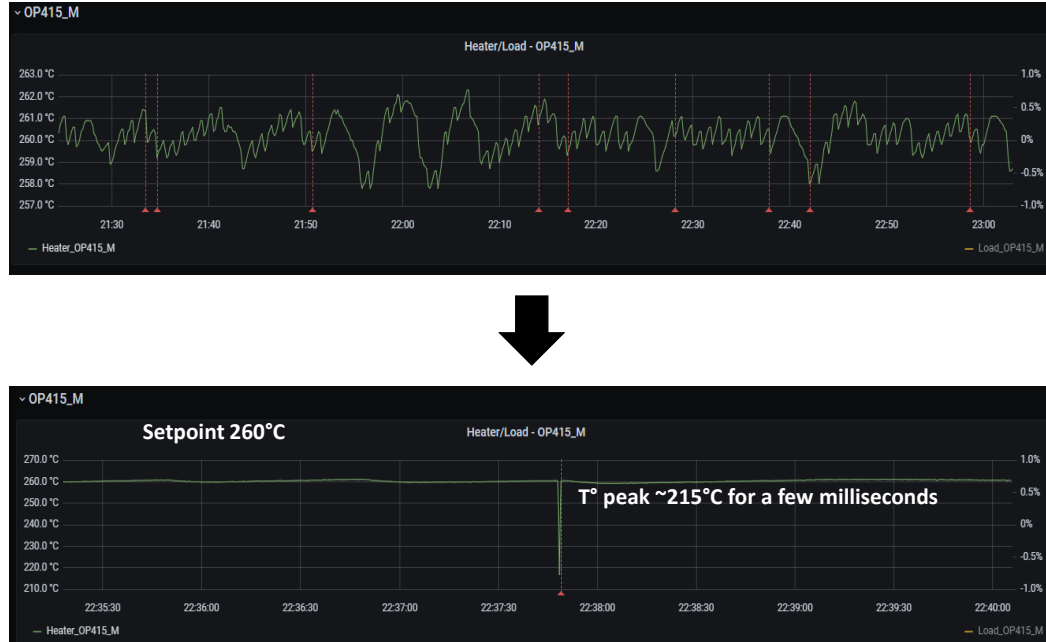 OP415_M
Heater/Load - OP415_M
263.0 °C 1.0%
262.0 °C
261.0 °C 0.5%
260.0 °C 0%
259.0 °C
258.0 °C -0.5%
257.0 °C -1.0%
21:30 21:40 21:50 22:00 22:10 22:20 22:30 22:40 22:50 23:00
Heater_OP415_M Load_OP415_M
OP415_M
Setpoint 260°C Heater/Load - OP415_M
270.0 °C 1.0%
260.0 °C
250.0 °C T° peak ~215°C for a few milliseconds 0.5%
240.0 °C 0%
230.0 °C
220.0 °C -0.5%
210.0 °C -1.0%
22:35:30 22:36:00 22:36:30 22:37:00 22:37:30 22:38:00 22:38:30 22:39:00 22:39:30 22:40:00
Heater_OP415_M Load_OP415_M